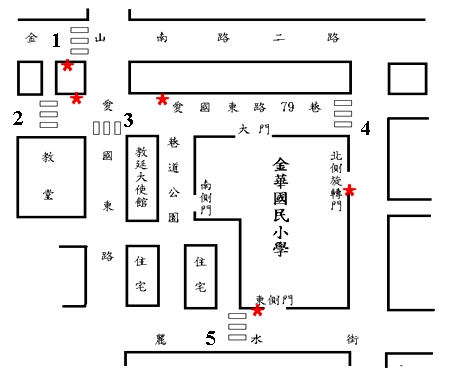 金山南路二路
1
2
3
4
5
愛國東路
愛國東路79巷
大門
教堂
教廷大使館
巷道公園
南側門
金華國民小學
北側旋轉門
住宅
住宅
東側門
麗水街